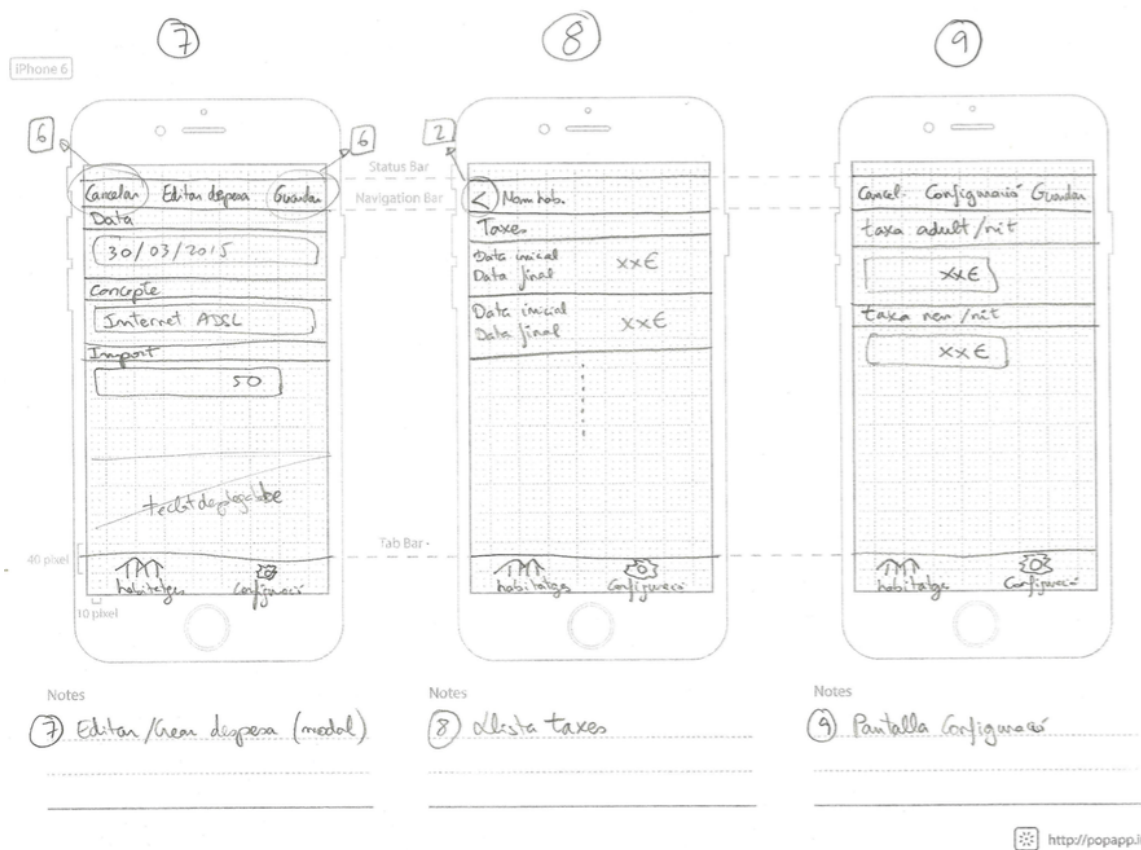 7
8
9
iPhone 6
6
6
2
Status Bar
Navigation Bar
Cancelar Editar despesa Guardar
Data
30/03/2015
Concepte
Internet ADSL
Import
50
teclat desplegable
40 pixel
10 pixel
habitatges Configuració
< Nom hab.
Taxes
Data inicial
Data final
xx€
Data inicial
Data final
xx€
Tab Bar
habitatges Configuració
Cancel· Configuració Guardar
taxa adult/nit
xx€
taxa nen/nit
xx€
habitatge Configuració
Notes
7 Editar/Crear despesa (modal)
Notes
8 Llista taxes
Notes
9 Pantalla Configuració
http://popapp.i